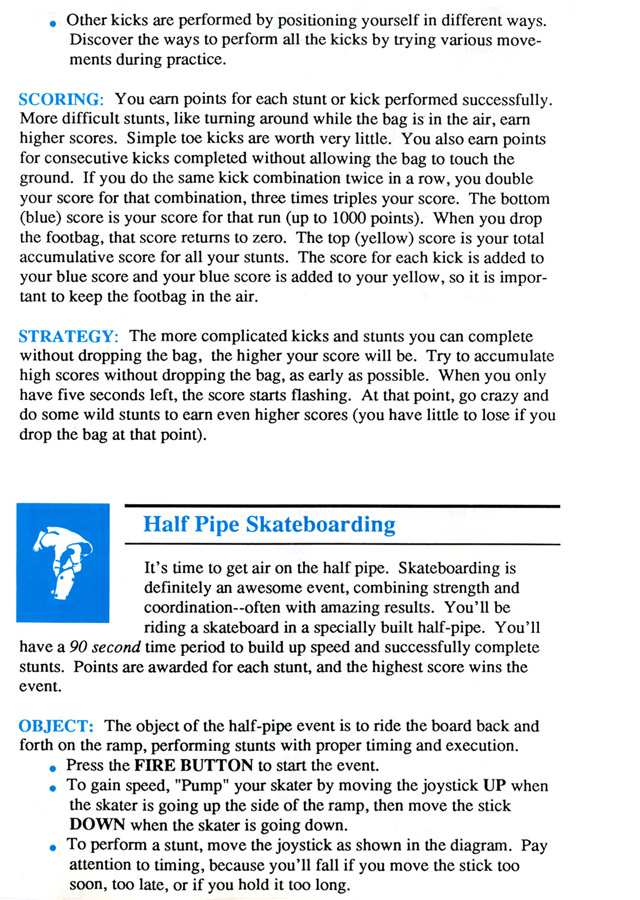 • Other kicks are performed by positioning yourself in different ways.
Discover the ways to perform all the kicks by trying various move-
ments during practice.
SCORING: You earn points for each stunt or kick performed successfully.
More difficult stunts, like turning around while the bag is in the air, earn
higher scores. Simple toe kicks are worth very little. You also earn points
for consecutive kicks completed without allowing the bag to touch the
ground. If you do the same kick combination twice in a row, you double
your score for that combination, three times triples your score. The bottom
(blue) score is your score for that run (up to 1000 points). When you drop
the footbag, that score returns to zero. The top (yellow) score is your total
accumulative score for all your stunts. The score for each kick is added to
your blue score and your blue score is added to your yellow, so it is impor-
tant to keep the footbag in the air.
STRATEGY: The more complicated kicks and stunts you can complete
without dropping the bag, the higher your score will be. Try to accumulate
high scores without dropping the bag, as early as possible. When you only
have five seconds left, the score starts flashing. At that point, go crazy and
do some wild stunts to earn even higher scores (you have little to lose if you
drop the bag at that point).
Half Pipe Skateboarding
It's time to get air on the half pipe. Skateboarding is
definitely an awesome event, combining strength and
coordination--often with amazing results. You'll be
riding a skateboard in a specially built half-pipe. You'll
have a 90 second time period to build up speed and successfully complete
stunts. Points are awarded for each stunt, and the highest score wins the
event.
OBJECT: The object of the half-pipe event is to ride the board back and
forth on the ramp, performing stunts with proper timing and execution.
• Press the FIRE BUTTON to start the event.
• To gain speed, "Pump" your skater by moving the joystick UP when
the skater is going up the side of the ramp, then move the stick
DOWN when the skater is going down.
• To perform a stunt, move the joystick as shown in the diagram. Pay
attention to timing, because you'll fall if you move the stick too
soon, too late, or if you hold it too long.